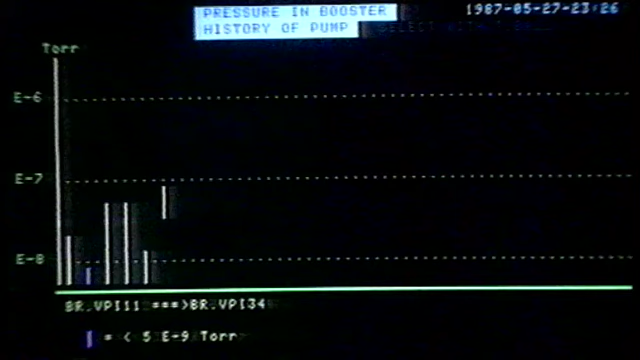 PRESSURE IN BOOSTER
1987-05-27-23:26
HISTORY OF PUMP
Torr
E-6
E-7
E-8
BR.VPI11 ===>BR.VPI34
= < 5 E-9 Torr